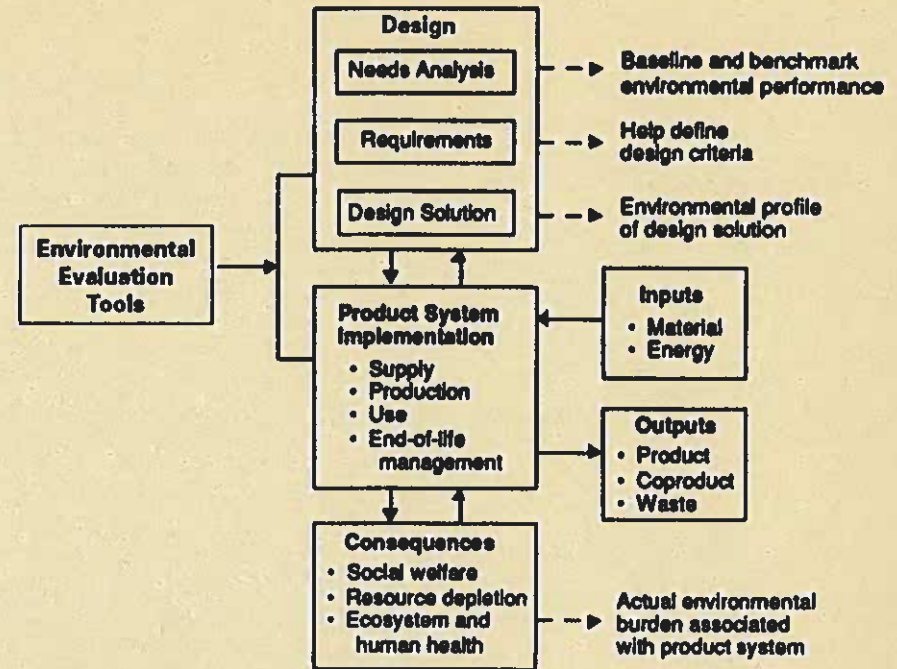 Design
Needs Analysis
Baseline and benchmark
environmental performance
Requirements
Help define
design criteria
Design Solution
Environmental profile
of design solution
Environmental
Evaluation
Tools
Product System
Implementation
• Supply
• Production
• Use
• End-of-life
management
Inputs
• Material
• Energy
Outputs
• Product
• Coproduct
• Waste
Consequences
• Social welfare
• Resource depletion
• Ecosystem and
human health
Actual environmental
burden associated
with product system